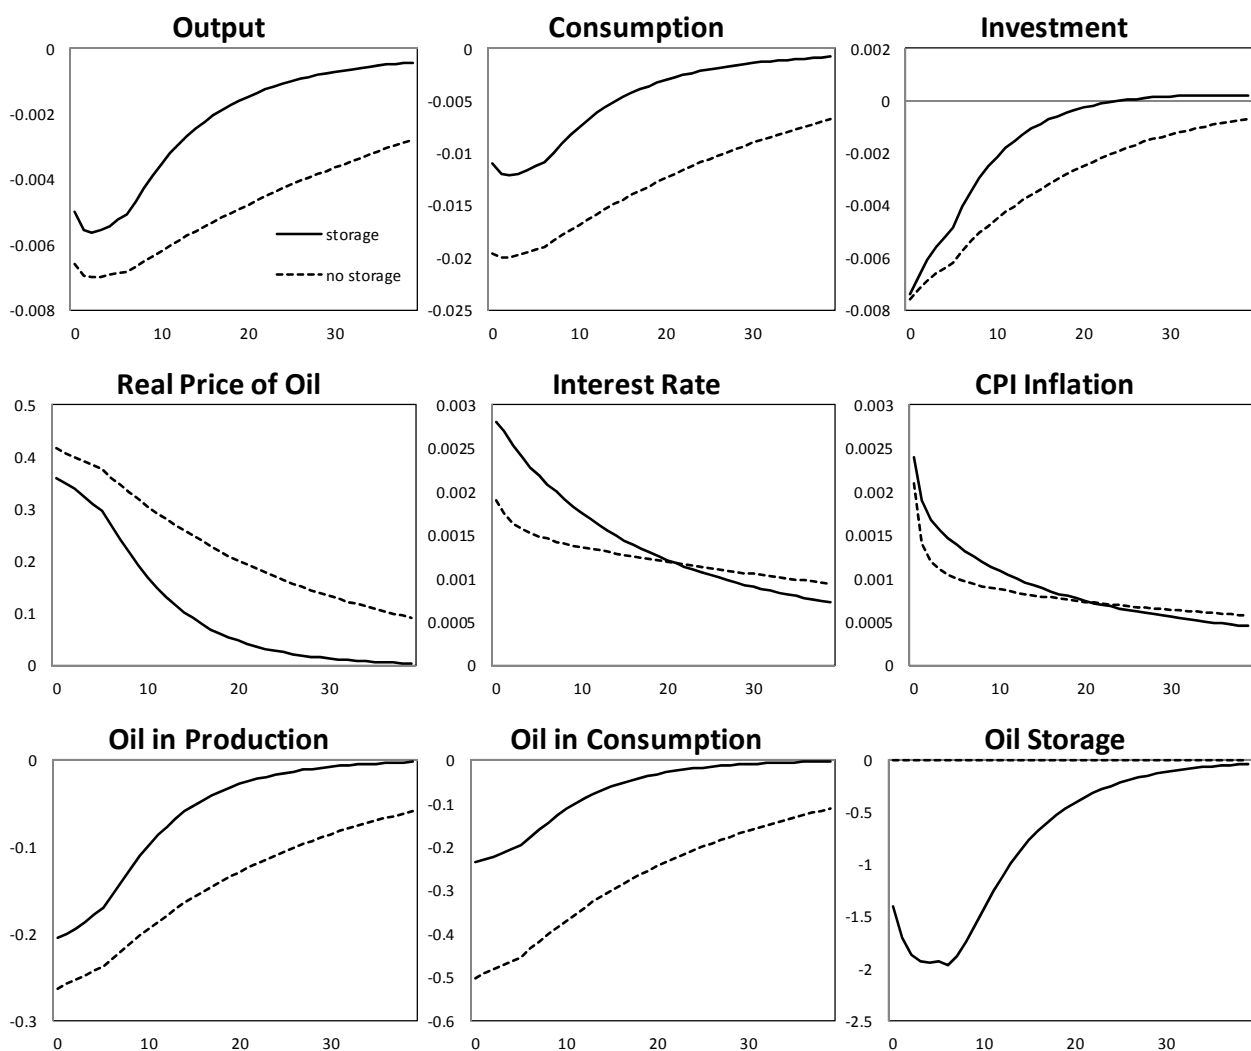 Output
0
-0.002
-0.004
-0.006
-0.008
storage
no storage
0 10 20 30
Consumption
0
-0.005
-0.01
-0.015
-0.02
-0.025
0 10 20 30
Investment
0.002
0
-0.002
-0.004
-0.006
-0.008
0 10 20 30
Real Price of Oil
0.5
0.4
0.3
0.2
0.1
0
0 10 20 30
Interest Rate
0.003
0.0025
0.002
0.0015
0.001
0.0005
0
0 10 20 30
CPI Inflation
0.003
0.0025
0.002
0.0015
0.001
0.0005
0
0 10 20 30
Oil in Production
0
-0.1
-0.2
-0.3
0 10 20 30
Oil in Consumption
0
-0.1
-0.2
-0.3
-0.4
-0.5
-0.6
0 10 20 30
Oil Storage
0
-0.5
-1
-1.5
-2
-2.5
0 10 20 30